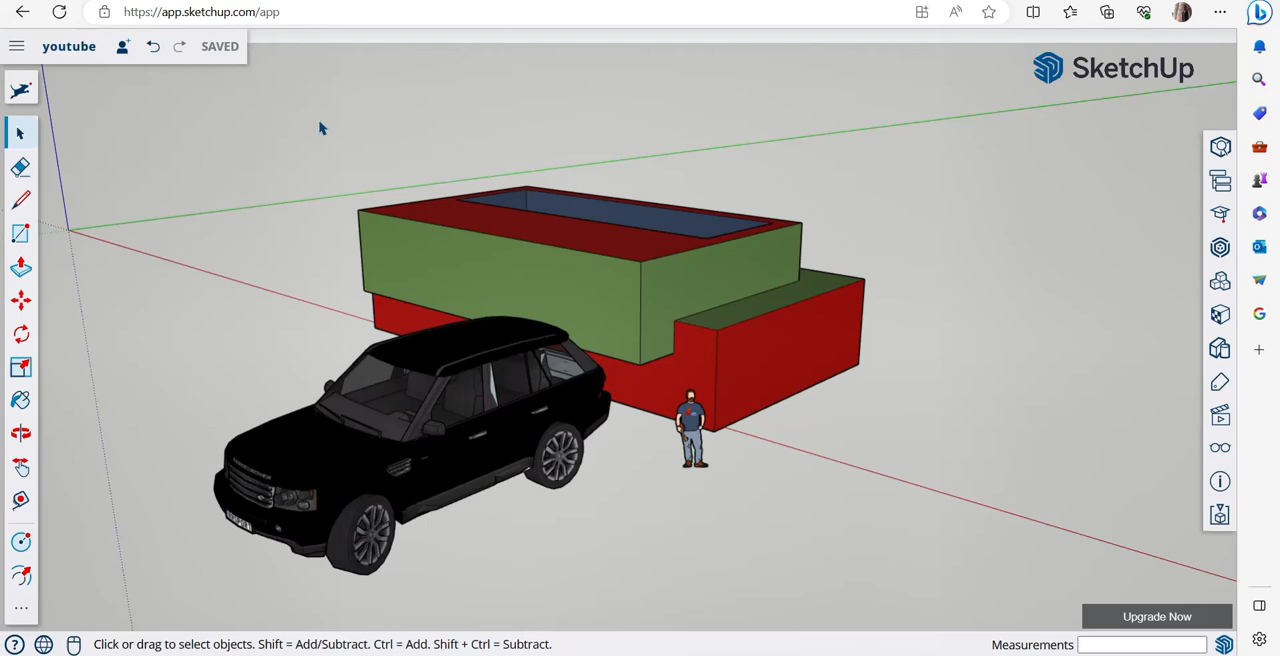 https://app.sketchup.com/app
youtube
SAVED
SketchUp
Upgrade Now
Click or drag to select objects. Shift = Add/Subtract. Ctrl = Add. Shift + Ctrl = Subtract.
Measurements